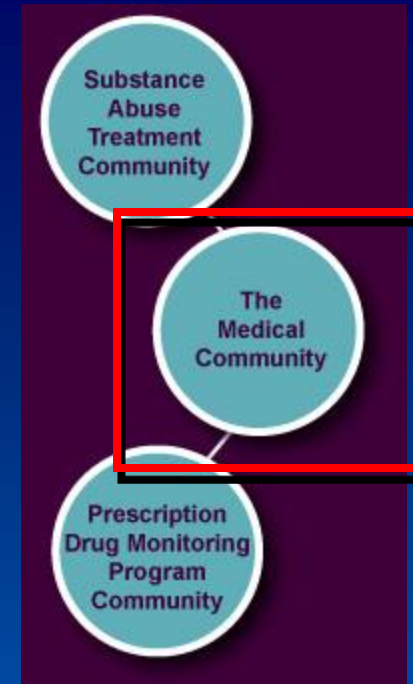 Substance
Abuse
Treatment
Community
The
Medical
Community
Prescription
Drug Monitoring
Program
Community